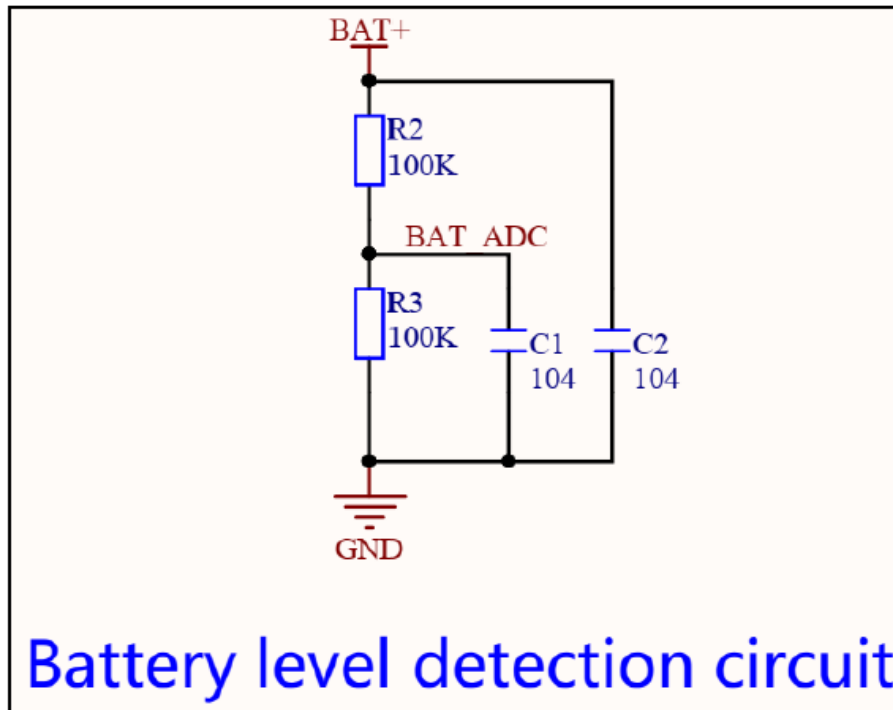 BAT+
R2
100K
BAT_ADC
R3
100K
C1
104
C2
104
GND
Battery level detection circuit